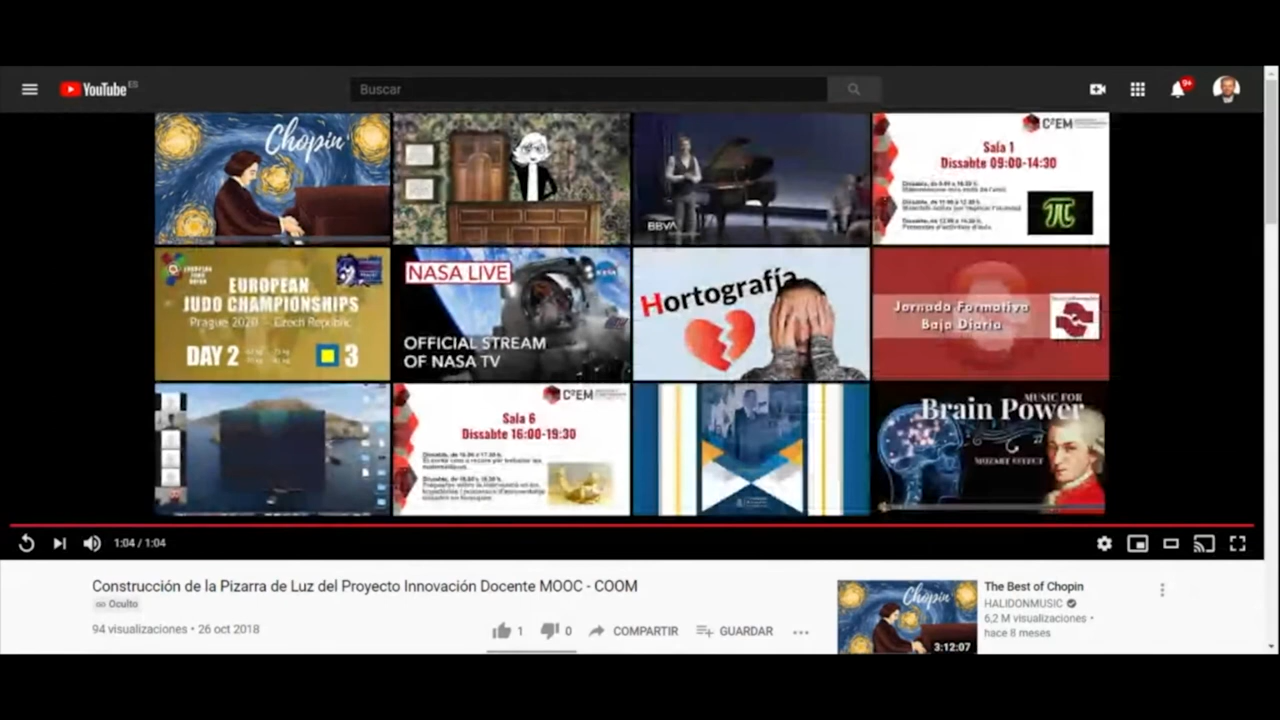 YouTube ES
Buscar
9+
Chopin
BBVA
C²EM
Sala 1
Dissabte 09:00-14:30
EUROPEAN
JUDO CHAMPIONSHIPS
Prague 2020 - Czech Republic
DAY 2
3
NASA LIVE
OFFICIAL STREAM
OF NASA TV
Hortografía
Jornada Formativa
Baja Diaria
C²EM
Sala 6
Dissabte 16:00-19:30
MUSIC FOR
Brain Power
MOZART EFFECT
1:04 / 1:04
Construcción de la Pizarra de Luz del Proyecto Innovación Docente MOOC - COOM
Oculto
94 visualizaciones • 26 oct 2018
1 0 COMPARTIR GUARDAR
Chopin
3:12:07
The Best of Chopin
HALIDONMUSIC
6,2 M visualizaciones •
hace 8 meses